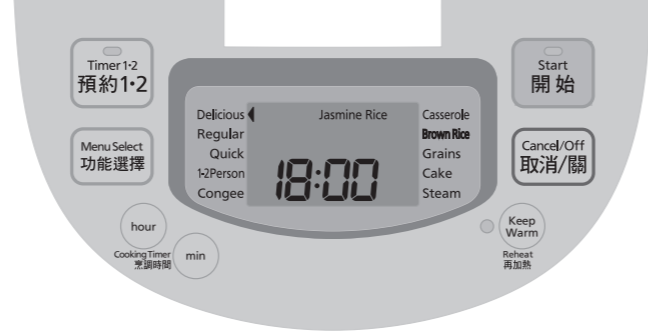 Timer 1•2
預約1•2
Menu Select
功能選擇
hour
min
Cooking Timer
烹調時間
Delicious
Regular
Quick
1•2Person
Congee
Jasmine Rice
18:00
Casserole
Brown Rice
Grains
Cake
Steam
Start
開始
Cancel/Off
取消/關
Keep
Warm
Reheat
再加熱